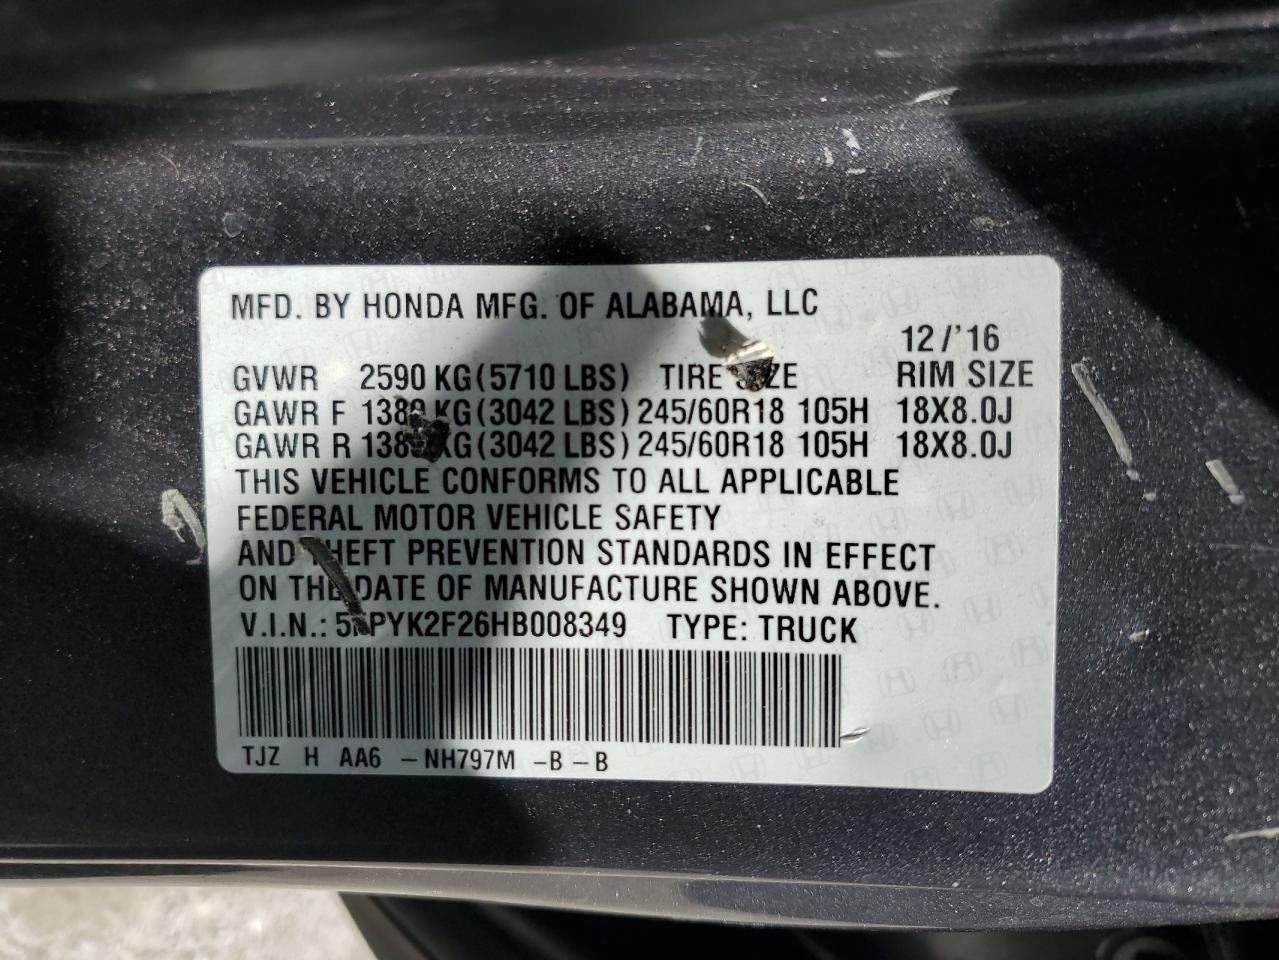 MFD. BY HONDA MFG. OF ALABAMA, LLC
12/'16
GVWR 2590 KG (5710 LBS) TIRE RIM SIZE
GAWR F KG (3042 LBS) 245/60R18 105H 18X8.0J
GAWR R KG (3042 LBS) 245/60R18 105H 18X8.0J
THIS VEHICLE CONFORMS TO ALL APPLICABLE
FEDERAL MOTOR VEHICLE SAFETY
AND THEFT PREVENTION STANDARDS IN EFFECT
ON THE DATE OF MANUFACTURE SHOWN ABOVE.
V.I.N.: TYPE: TRUCK
TJZ H AA6 -NH797M -B-B